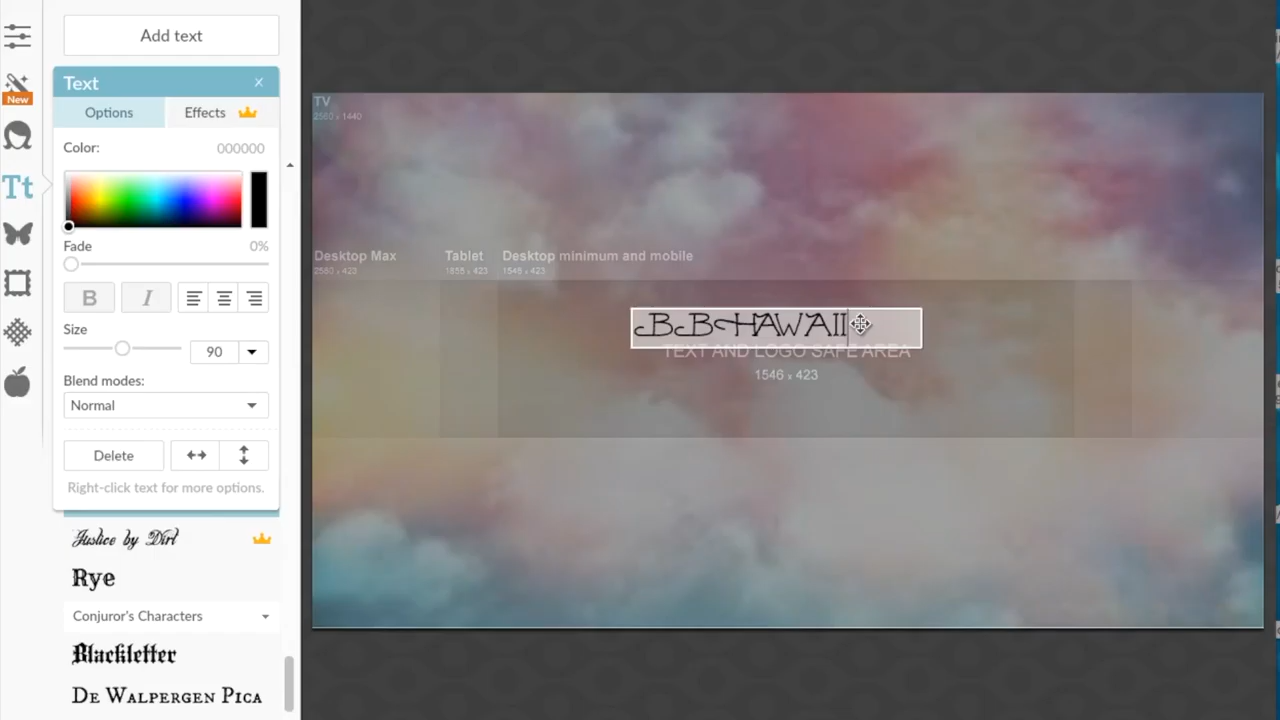 Add text
New
Text
Options
Effects
Color:
000000
Tt
Fade
0%
B
I
Size
90
Blend modes:
Normal
Delete
Right-click text for more options.
Justice by Dirt
Rye
Conjuror's Characters
Blackletter
De Walpergen Pica
TV
2560 x 1440
Desktop Max
2560 x 423
Tablet
1855 x 423
Desktop minimum and mobile
1546 x 423
BBHAWAII
TEXT AND LOGO SAFE AREA
1546 x 423